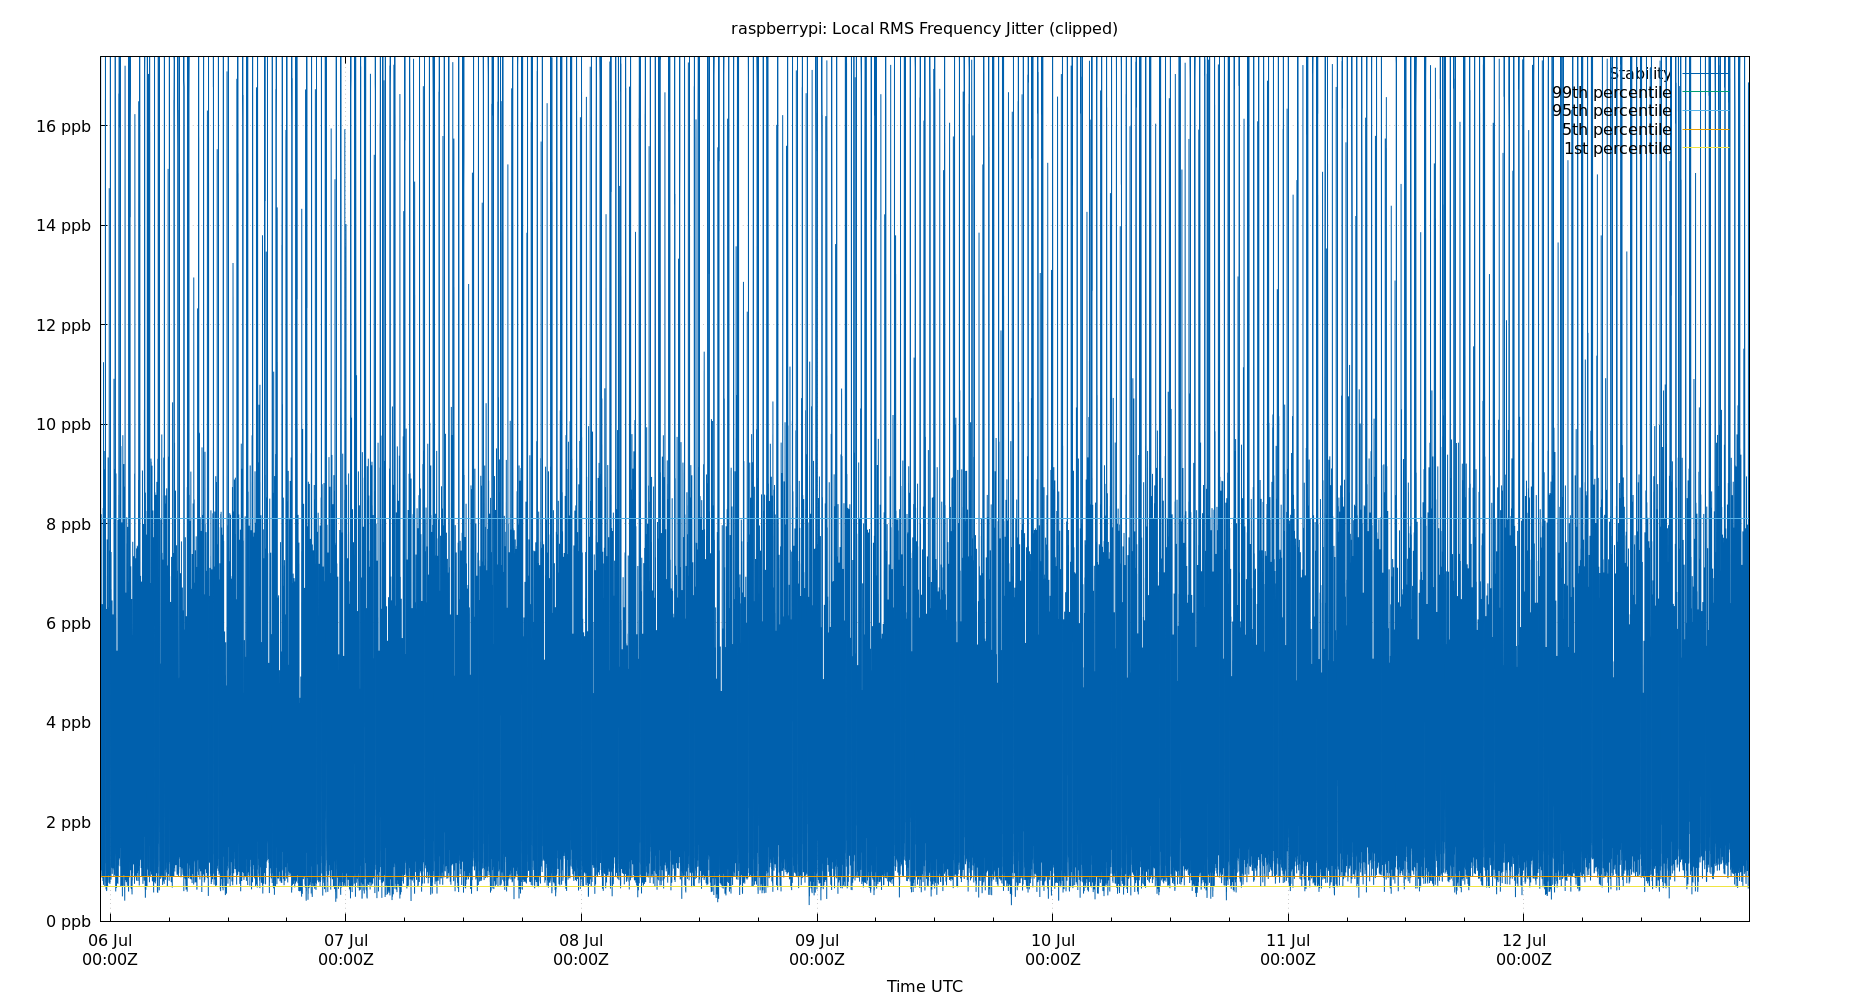 raspberrypi: Local RMS Frequency Jitter (clipped)
Stability
99th percentile
95th percentile
5th percentile
1st percentile
16 ppb
14 ppb
12 ppb
10 ppb
8 ppb
6 ppb
4 ppb
2 ppb
0 ppb
06 Jul 07 Jul 08 Jul 09 Jul 10 Jul 11 Jul 12 Jul
00:00Z 00:00Z 00:00Z 00:00Z 00:00Z 00:00Z 00:00Z
Time UTC